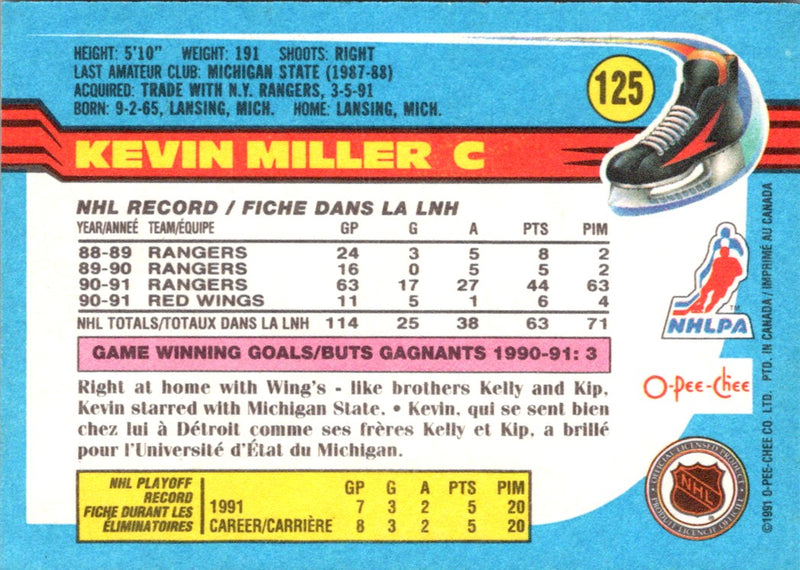 HEIGHT: 5'10" WEIGHT: 191 SHOOTS: RIGHT
LAST AMATEUR CLUB: MICHIGAN STATE (1987-88)
ACQUIRED: TRADE WITH N.Y. RANGERS, 3-5-91
BORN: 9-2-65, LANSING, MICH. HOME: LANSING, MICH.
125
KEVIN MILLER C
NHL RECORD / FICHE DANS LA LNH
YEAR/ANNEÉ TEAM/ÉQUIPE GP G A PTS PIM
88-89 RANGERS 24 3 5 8 2
89-90 RANGERS 16 0 5 5 2
90-91 RANGERS 63 17 27 44 63
90-91 RED WINGS 11 5 1 6 4
NHL TOTALS/TOTAUX DANS LA LNH 114 25 38 63 71
GAME WINNING GOALS/BUTS GAGNANTS 1990-91: 3
Right at home with Wing's - like brothers Kelly and Kip,
Kevin starred with Michigan State. • Kevin, qui se sent bien
chez lui à Détroit comme ses frères Kelly et Kip, a brillé
pour l'Université d'État du Michigan.
NHL PLAYOFF
RECORD
FICHE DURANT LES
ÉLIMINATOIRES
GP G A PTS PIM
1991 7 3 2 5 20
CAREER/CARRIÈRE 8 3 2 5 20
NHLPA
TM
O-PEE-CHEE
OFFICIAL LICENSED PRODUCT
NHL
PRODUIT LICENCIÉ OFFICIEL
©1991 O-PEE-CHEE CO. LTD. PTD. IN CANADA / IMPRIMÉ AU CANADA